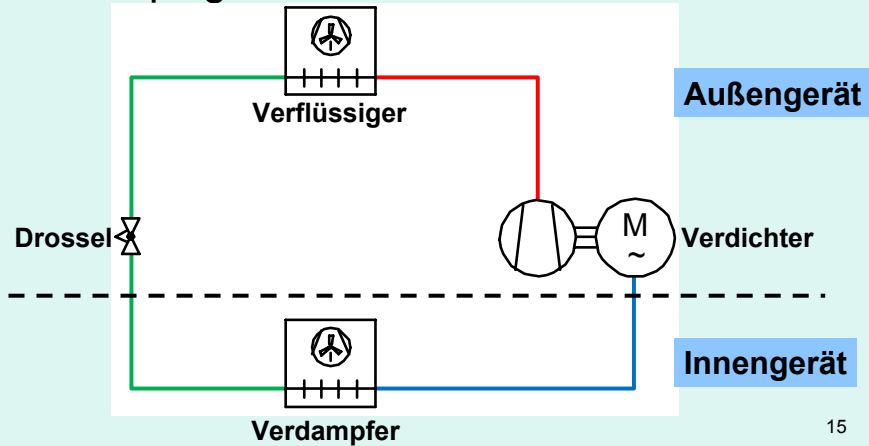 Verflüssiger
Außengerät
Drossel
M
~
Verdichter
Innengerät
Verdampfer
15